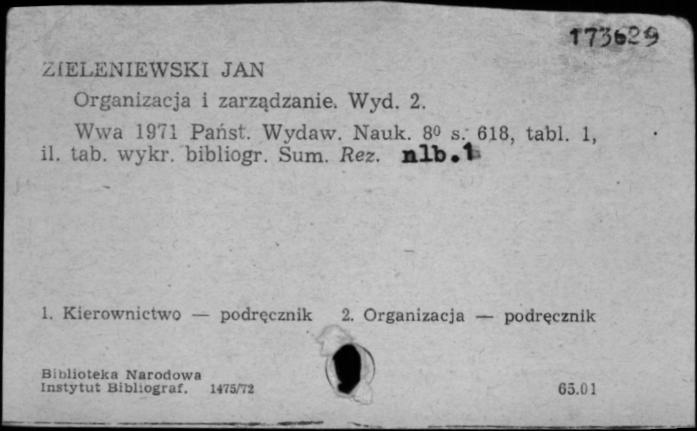 173629
ZIELENIEWSKI JAN
Organizacja i zarządzanie. Wyd. 2.
Wwa 1971 Państ. Wydaw. Nauk. 8⁰ s. 618, tabl. 1,
il. tab. wykr. bibliogr. Sum. Rez. nlb.1
1. Kierownictwo — podręcznik 2. Organizacja — podręcznik
Biblioteka Narodowa
Instytut Bibliograf. 1475/72 65.01